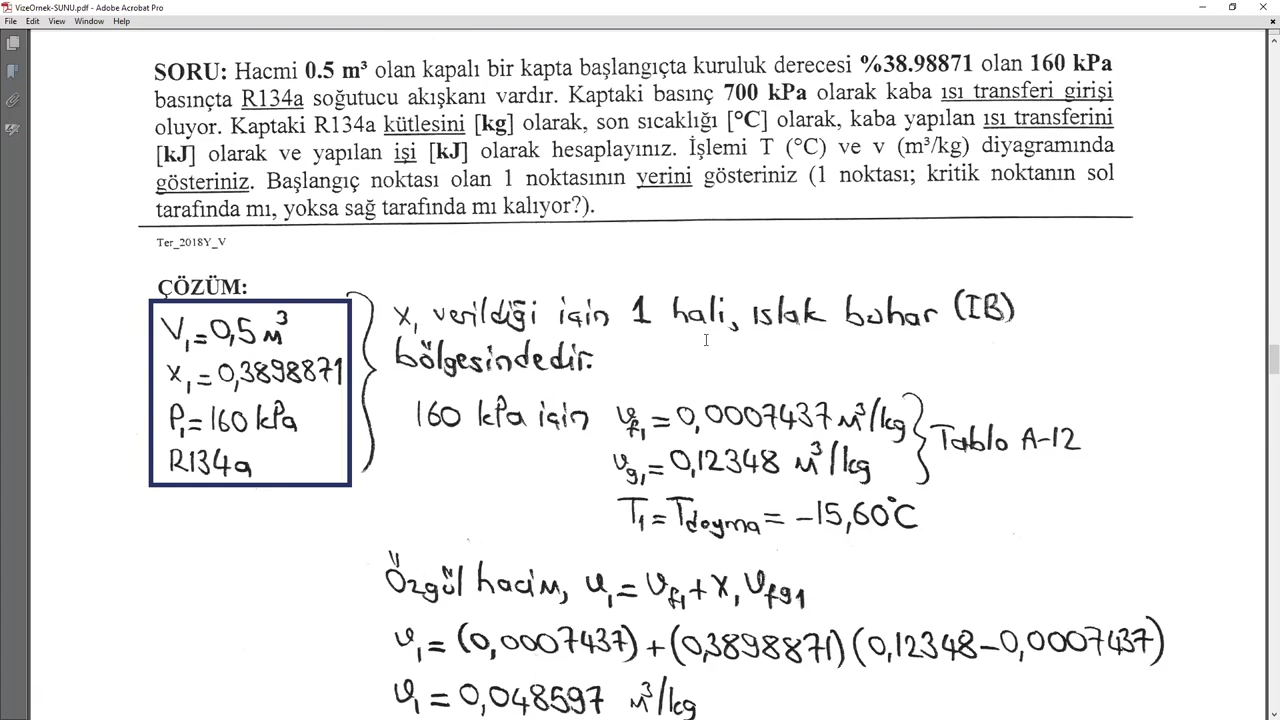 VizeOrnek-SUNU.pdf - Adobe Acrobat Pro
File Edit View Window Help
SORU: Hacmi 0.5 m³ olan kapalı bir kapta başlangıçta kuruluk derecesi %38.98871 olan 160 kPa
basınçta R134a soğutucu akışkanı vardır. Kaptaki basınç 700 kPa olarak kaba ısı transferi girişi
oluyor. Kaptaki R134a kütlesini [kg] olarak, son sıcaklığı [°C] olarak, kaba yapılan ısı transferini
[kJ] olarak ve yapılan işi [kJ] olarak hesaplayınız. İşlemi T (°C) ve v (m³/kg) diyagramında
gösteriniz. Başlangıç noktası olan 1 noktasının yerini gösteriniz (1 noktası; kritik noktanın sol
tarafında mı, yoksa sağ tarafında mı kalıyor?).
Ter_2018Y_V
ÇÖZÜM:
V₁=0,5 m³
x₁=0,3898871
P₁=160 kPa
R134a
x₁ verildiği için 1 hali, ıslak buhar (IB)
bölgesindedir.
160 kPa için v_f₁=0,0007437 m³/kg
v_g₁=0,12348 m³/kg
Tablo A-12
T₁=T_doyma=-15,60°C
Özgül hacim, v₁=v_f₁+x₁v_fg1
v₁=(0,0007437)+(0,3898871)(0,12348-0,0007437)
v₁=0,048597 m³/kg